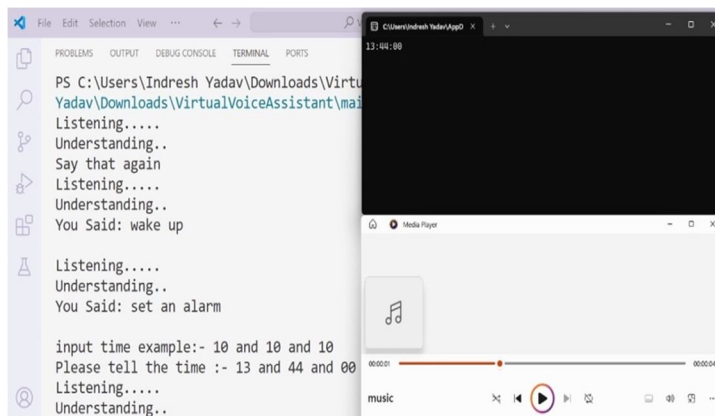 File Edit Selection View ...
PROBLEMS OUTPUT DEBUG CONSOLE TERMINAL PORTS
PS C:\Users\Indresh Yadav\Downloads\Virtu
Yadav\Downloads\VirtualVoiceAssistant\mai
Listening.....
Understanding..
Say that again
Listening.....
Understanding..
You Said: wake up
Listening.....
Understanding..
You Said: set an alarm
input time example:- 10 and 10 and 10
Please tell the time :- 13 and 44 and 00
Listening.....
Understanding..
C:\Users\Indresh Yadav\AppD
13:44:00
Media Player
00:00:01
00:00:04
music